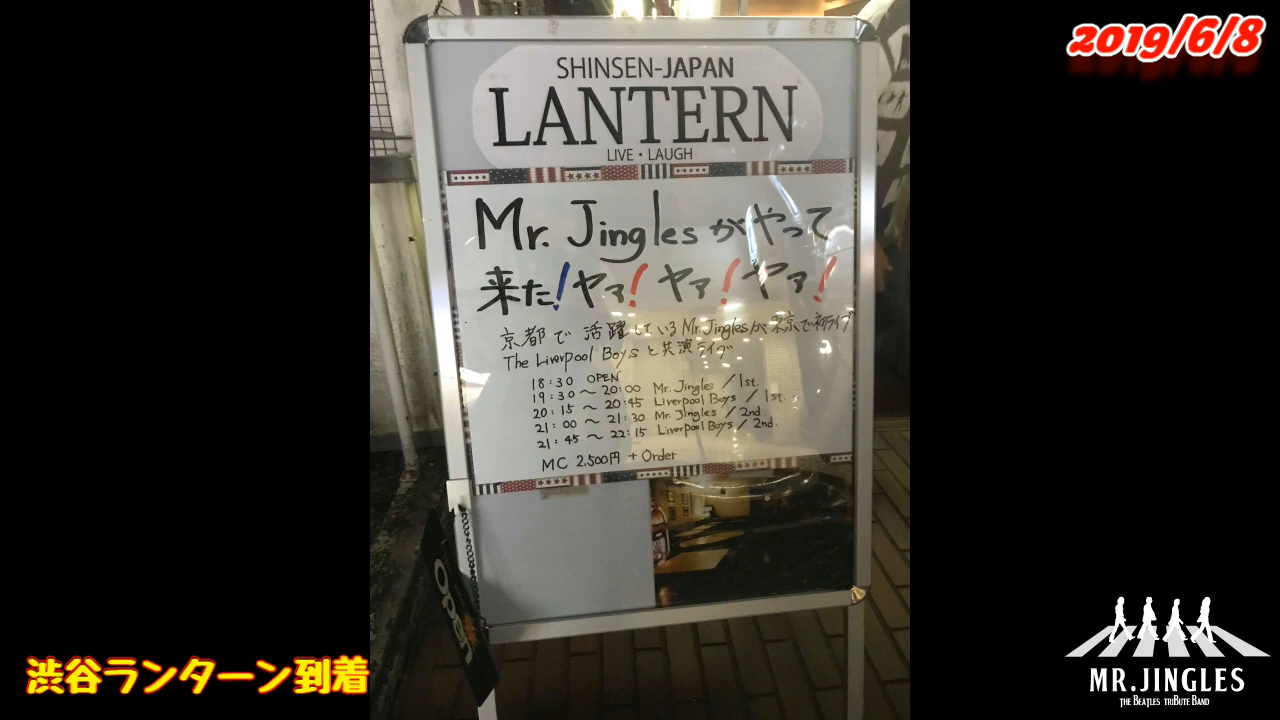 2019/6/8
SHINSEN-JAPAN
LANTERN
LIVE・LAUGH
Mr. Jinglesがやって
来た!ヤァ!ヤァ!ヤァ!
京都で活躍しているMr.Jinglesが東京で初ライブ
The Liverpool Boysと共演ライブ
18:30 OPEN
19:30〜20:00 Mr. Jingles/1st.
20:15〜20:45 Liverpool Boys/1st.
21:00〜21:30 Mr. Jingles/2nd.
21:45〜22:15 Liverpool Boys/2nd.
MC 2,500円+Order
Open
渋谷ランターン到着
MR.JINGLES
THE BEATLES TRIBUTE BAND